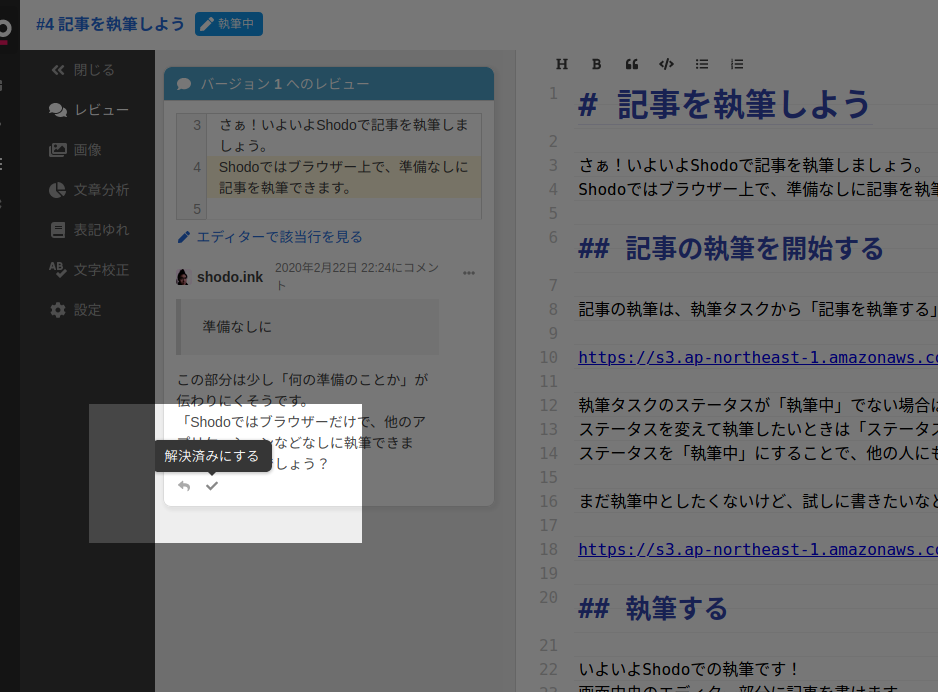 #4 記事を執筆しよう
執筆中
閉じる
レビュー
画像
文章分析
表記ゆれ
文字校正
設定
バージョン 1 へのレビュー
3 さぁ！いよいよShodoで記事を執筆しま
しょう。
4 Shodoではブラウザー上で、準備なしに
記事を執筆できます。
5
エディターで該当行を見る
shodo.ink 2020年2月22日 22:24にコメン
ト
準備なしに
この部分は少し「何の準備のことか」が
伝わりにくそうです。
「Shodoではブラウザーだけで、他のア
ンなどなしに執筆できま
しょう？
解決済みにする
H B
1 # 記事を執筆しよう
2
3 さぁ！いよいよShodoで記事を執筆しましょう。
4 Shodoではブラウザー上で、準備なしに記事を執筆
5
6 ## 記事の執筆を開始する
7
8 記事の執筆は、執筆タスクから「記事を執筆する」
9
10 https://s3.ap-northeast-1.amazonaws.co
11
12 執筆タスクのステータスが「執筆中」でない場合は
13 ステータスを変えて執筆したいときは「ステータス
14 ステータスを「執筆中」にすることで、他の人にも
15
16 まだ執筆中としたくないけど、試しに書きたいなど
17
18 https://s3.ap-northeast-1.amazonaws.co
19
20 ## 執筆する
21
22 いよいよShodoでの執筆です！
23 画面中央のエディター部分に記事を書けます